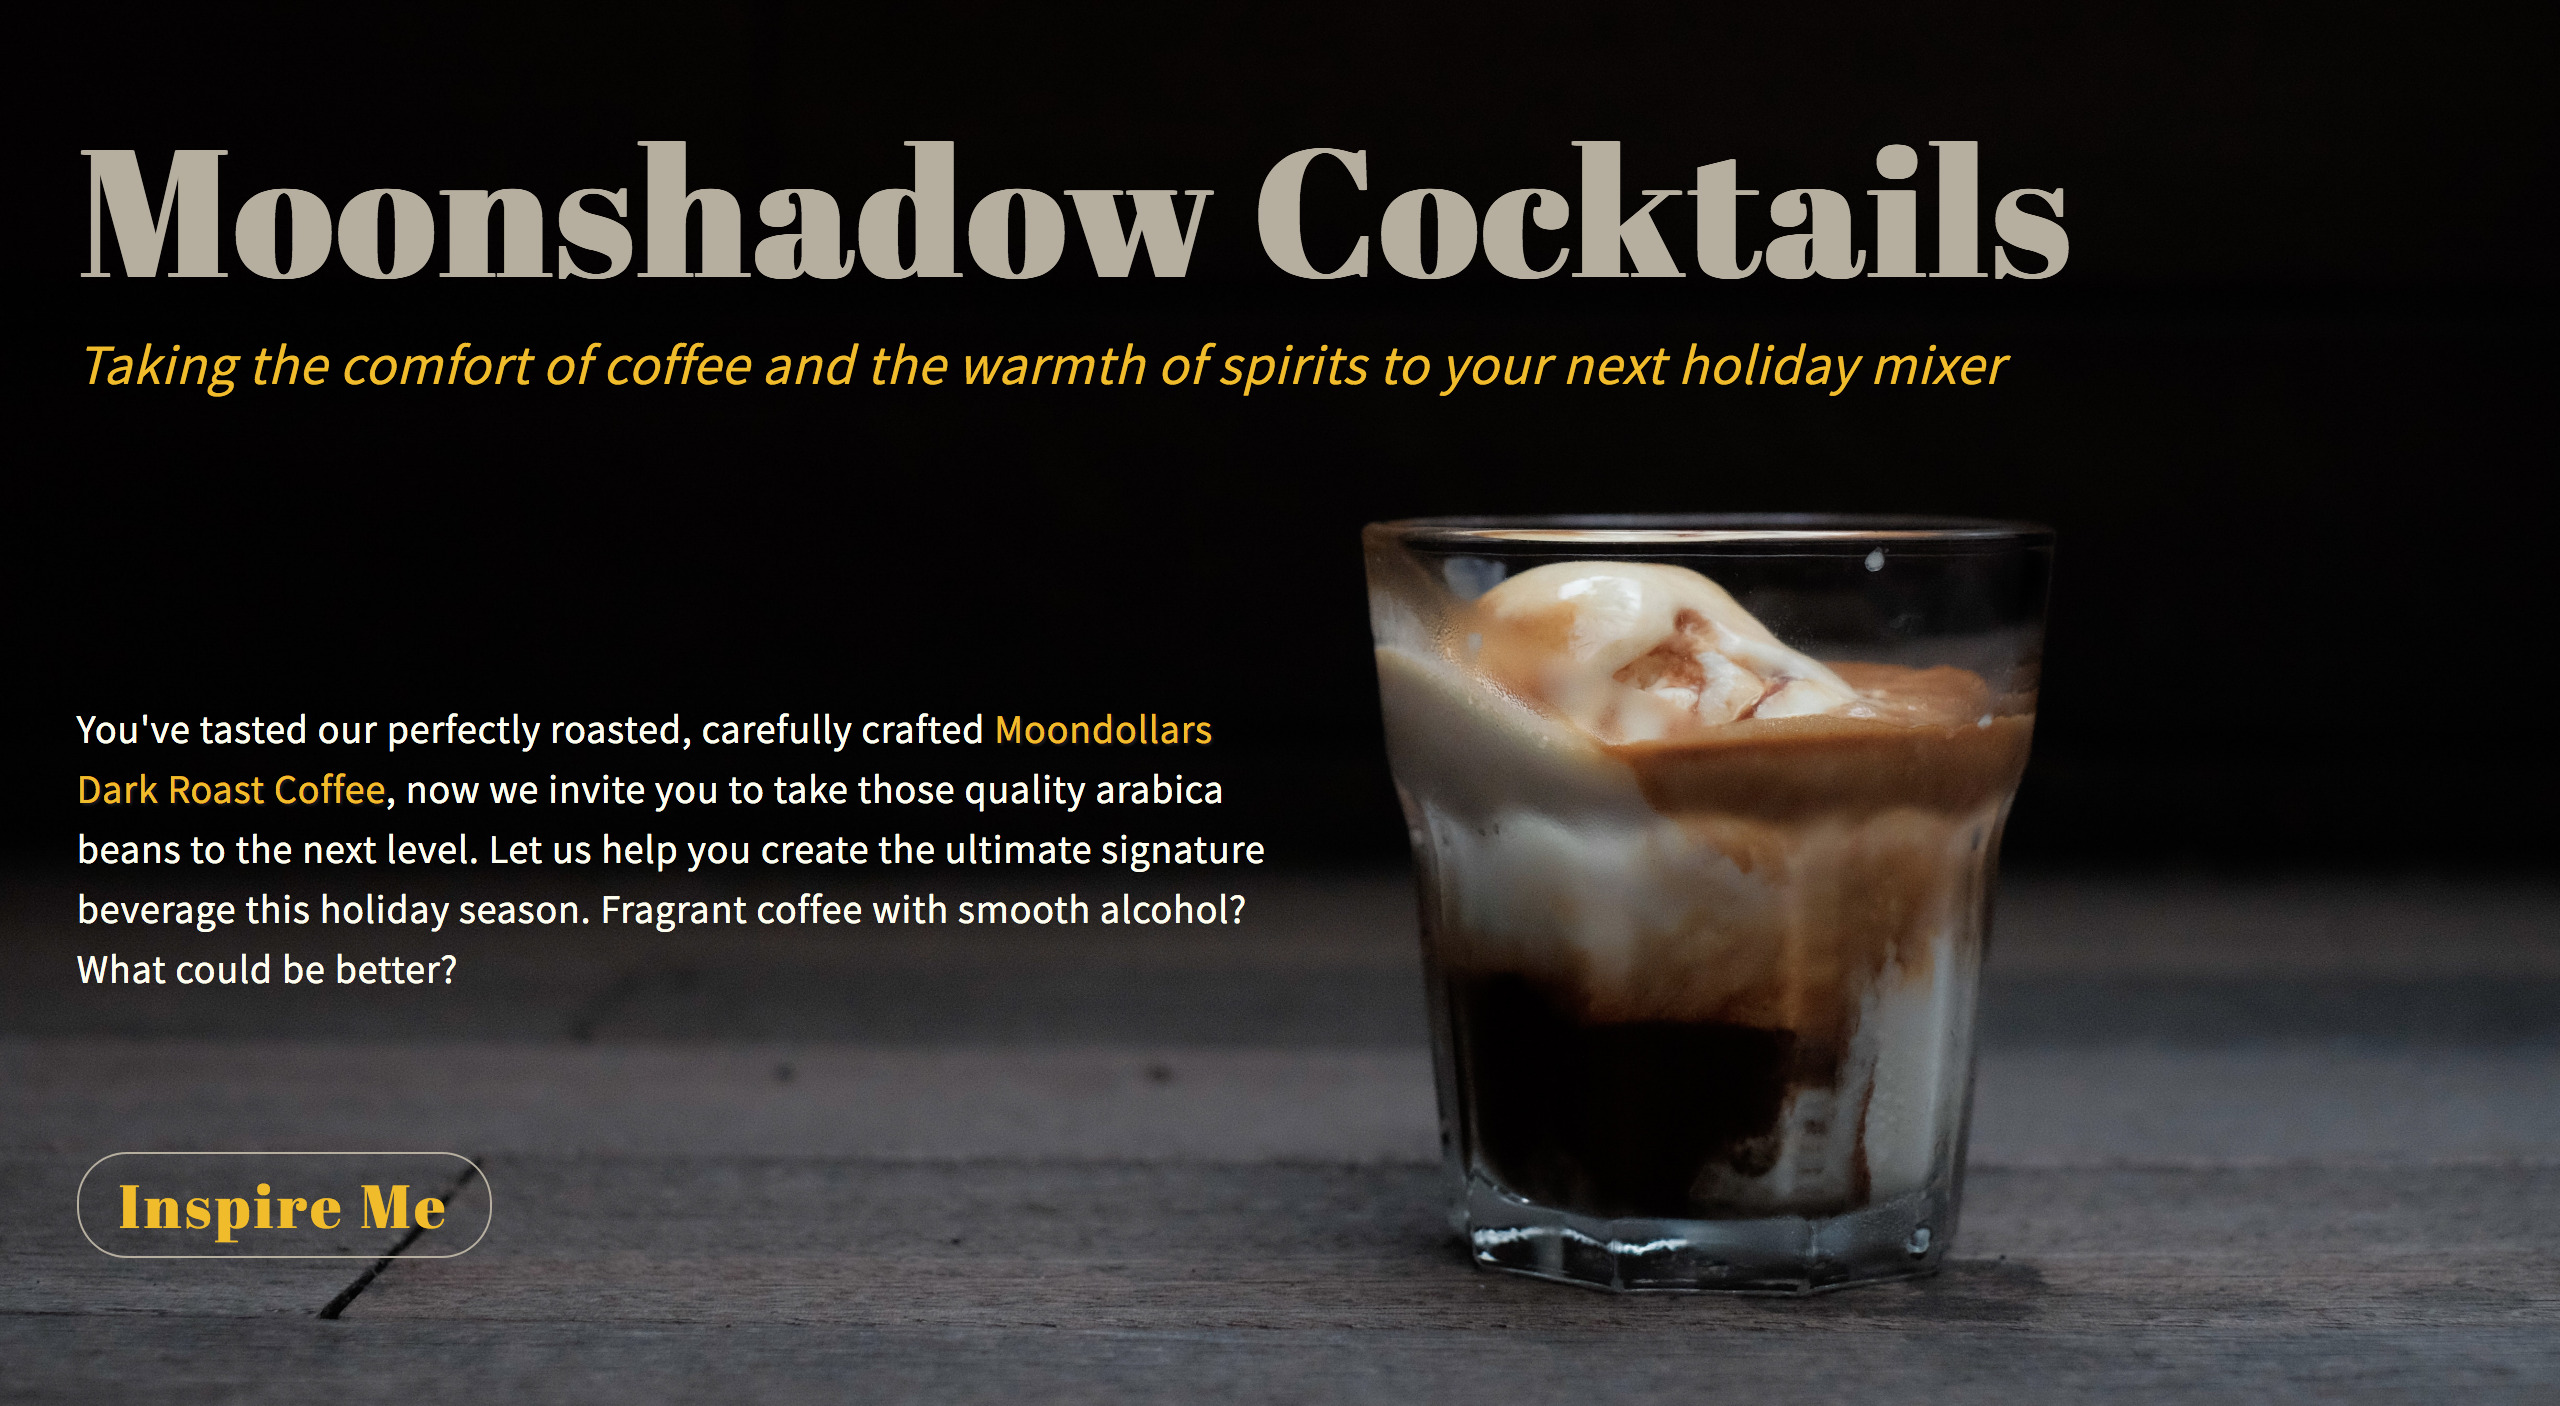 Moonshadow Cocktails
Taking the comfort of coffee and the warmth of spirits to your next holiday mixer
You've tasted our perfectly roasted, carefully crafted Moondollars
Dark Roast Coffee, now we invite you to take those quality arabica
beans to the next level. Let us help you create the ultimate signature
beverage this holiday season. Fragrant coffee with smooth alcohol?
What could be better?
Inspire Me